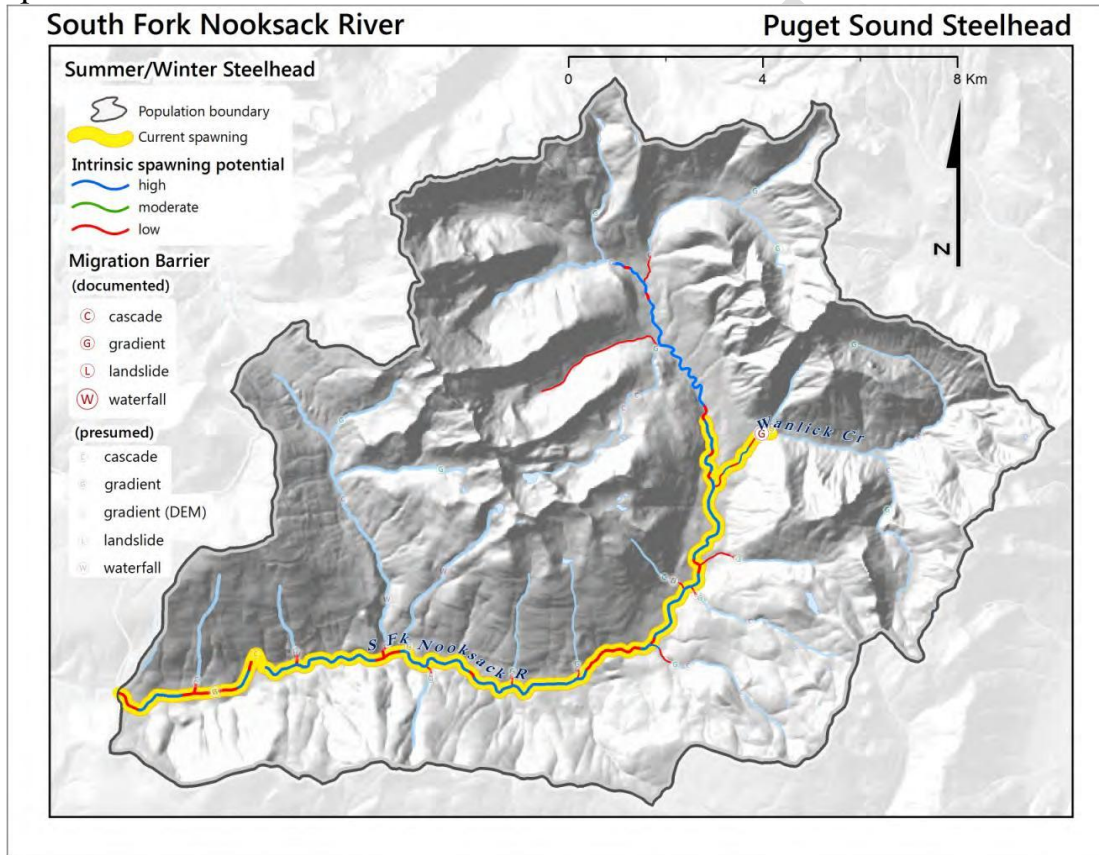 South Fork Nooksack River
Puget Sound Steelhead
Summer/Winter Steelhead
Population boundary
Current spawning
Intrinsic spawning potential
high
moderate
low
Migration Barrier
(documented)
C cascade
G gradient
L landslide
W waterfall
(presumed)
cascade
gradient
gradient (DEM)
landslide
W waterfall
0 4 8 Km
N
Wanlick Cr
G
S Fk Nooksack R